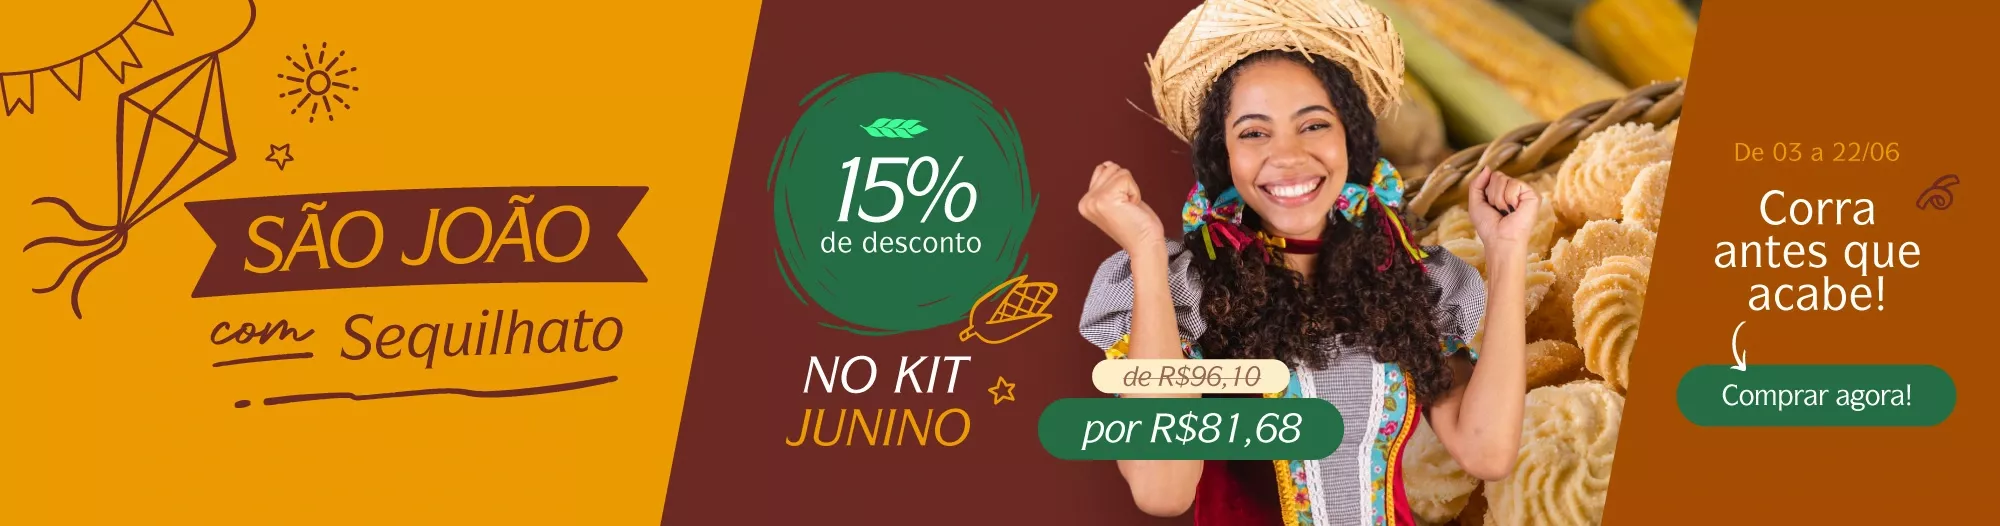 SÃO JOÃO
com Sequilhato
15%
de desconto
NO KIT
JUNINO
de R$96,10
por R$81,68
De 03 a 22/06
Corra
antes que
acabe!
Comprar agora!